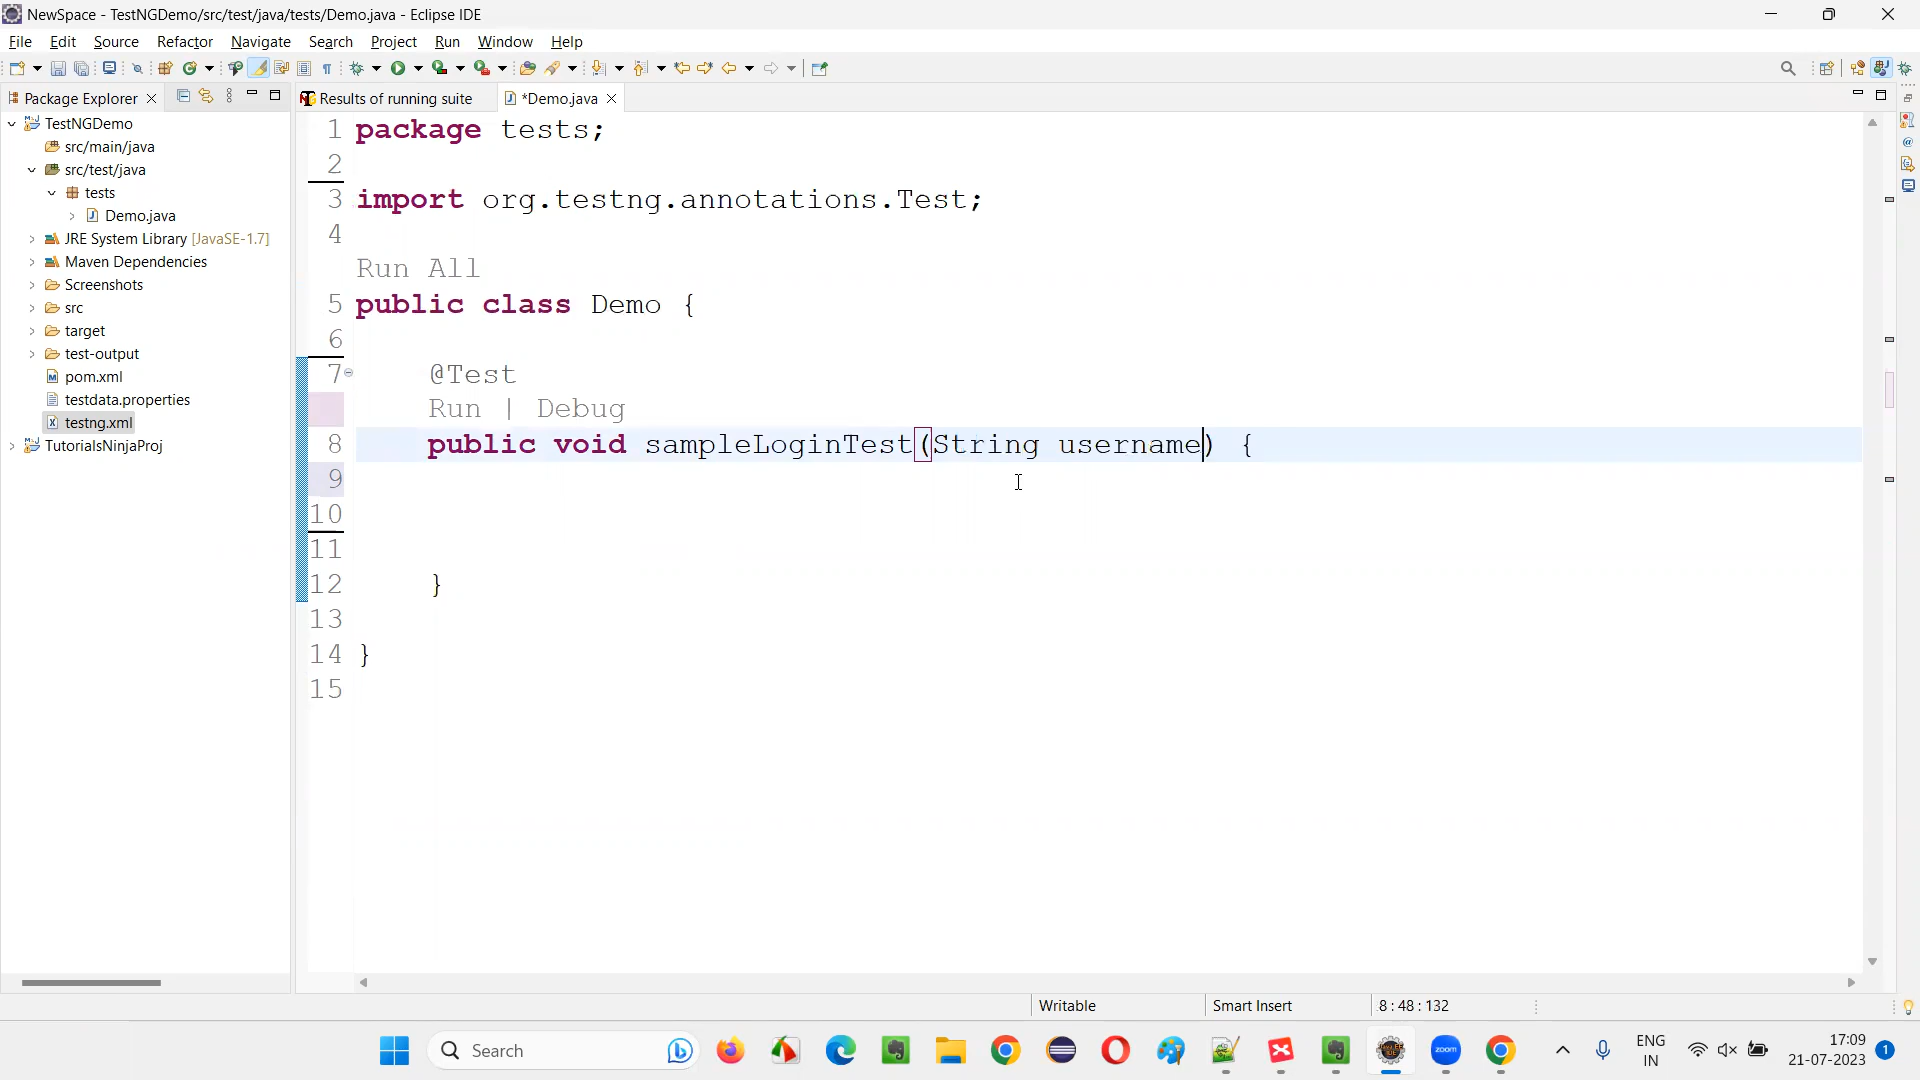 NewSpace - TestNGDemo/src/test/java/tests/Demo.java - Eclipse IDE
File Edit Source Refactor Navigate Search Project Run Window Help
Package Explorer
Results of running suite
*Demo.java
TestNGDemo
src/main/java
src/test/java
tests
Demo.java
JRE System Library [JavaSE-1.7]
Maven Dependencies
Screenshots
src
target
test-output
pom.xml
testdata.properties
testng.xml
TutorialsNinjaProj
1 package tests;
2
3 import org.testng.annotations.Test;
4
Run All
5 public class Demo {
6
7 @Test
Run | Debug
8 public void sampleLoginTest(String username) {
9
10
11
12 }
13
14 }
15
Writable
Smart Insert
8 : 48 : 132
Search
zoom
ENG
IN
17:09
21-07-2023
1